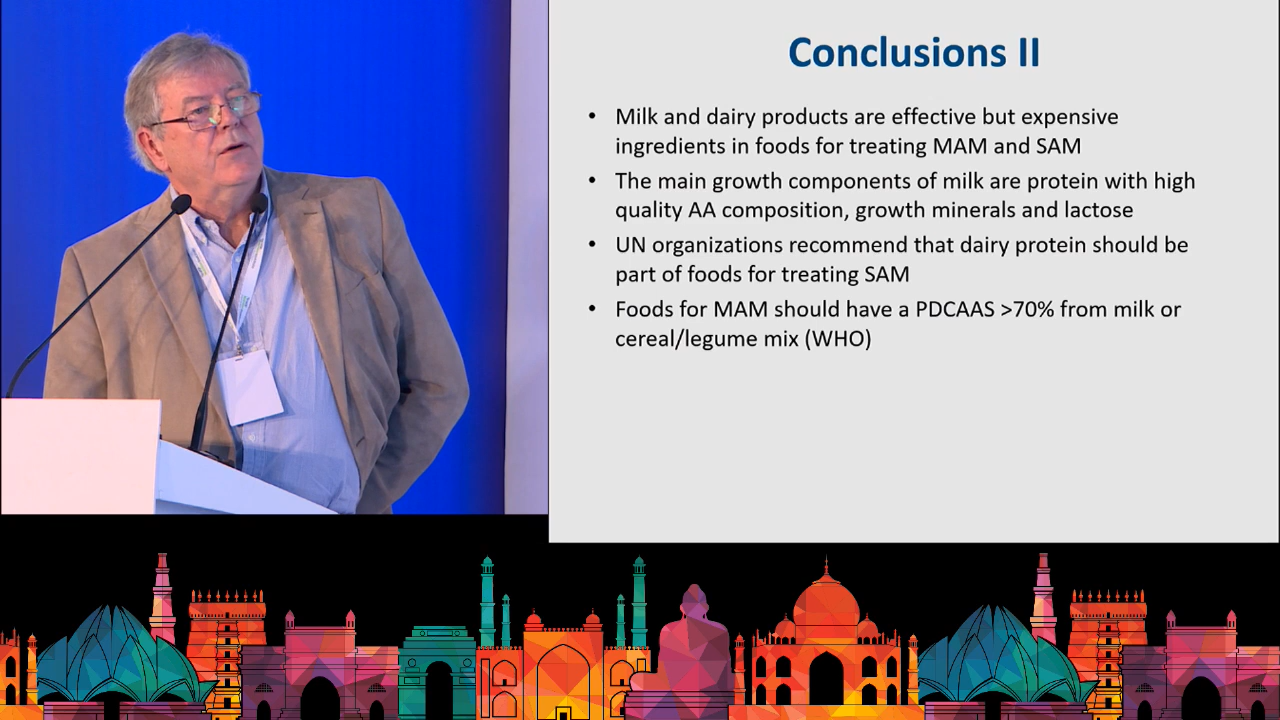 Conclusions II
• Milk and dairy products are effective but expensive
ingredients in foods for treating MAM and SAM
• The main growth components of milk are protein with high
quality AA composition, growth minerals and lactose
• UN organizations recommend that dairy protein should be
part of foods for treating SAM
• Foods for MAM should have a PDCAAS >70% from milk or
cereal/legume mix (WHO)